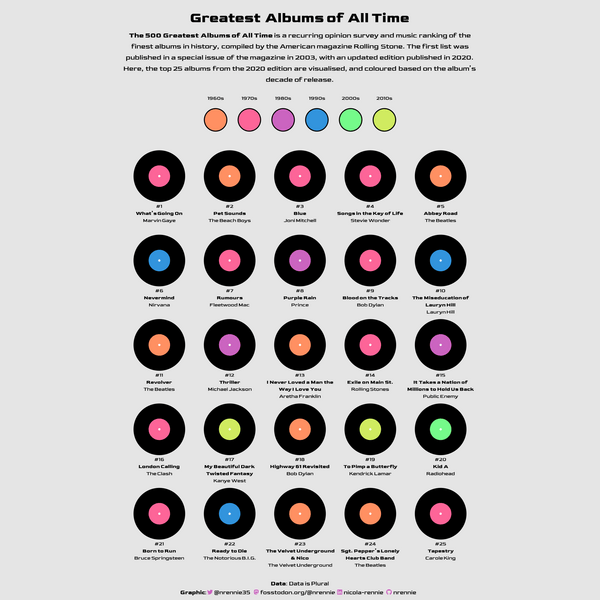 Greatest Albums of All Time
The 500 Greatest Albums of All Time is a recurring opinion survey and music ranking of the
finest albums in history, compiled by the American magazine Rolling Stone. The first list was
published in a special issue of the magazine in 2003, with an updated edition published in 2020.
Here, the top 25 albums from the 2020 edition are visualised, and coloured based on the album's
decade of release.
1960s 1970s 1980s 1990s 2000s 2010s
#1 #2 #3 #4 #5
What's Going On Pet Sounds Blue Songs in the Key of Life Abbey Road
Marvin Gaye The Beach Boys Joni Mitchell Stevie Wonder The Beatles
#6 #7 #8 #9 #10
Nevermind Rumours Purple Rain Blood on the Tracks The Miseducation of
Nirvana Fleetwood Mac Prince Bob Dylan Lauryn Hill
Lauryn Hill
#11 #12 #13 #14 #15
Revolver Thriller I Never Loved a Man the Exile on Main St. It Takes a Nation of
The Beatles Michael Jackson Way I Love You Rolling Stones Millions to Hold Us Back
Aretha Franklin Public Enemy
#16 #17 #18 #19 #20
London Calling My Beautiful Dark Highway 61 Revisited To Pimp a Butterfly Kid A
The Clash Twisted Fantasy Bob Dylan Kendrick Lamar Radiohead
Kanye West
#21 #22 #23 #24 #25
Born to Run Ready to Die The Velvet Underground Sgt. Pepper's Lonely Tapestry
Bruce Springsteen The Notorious B.I.G. & Nico Hearts Club Band Carole King
The Velvet Underground The Beatles
Data: Data is Plural
Graphic: @nrennie35 fosstodon.org/@nrennie nicola-rennie nrennie